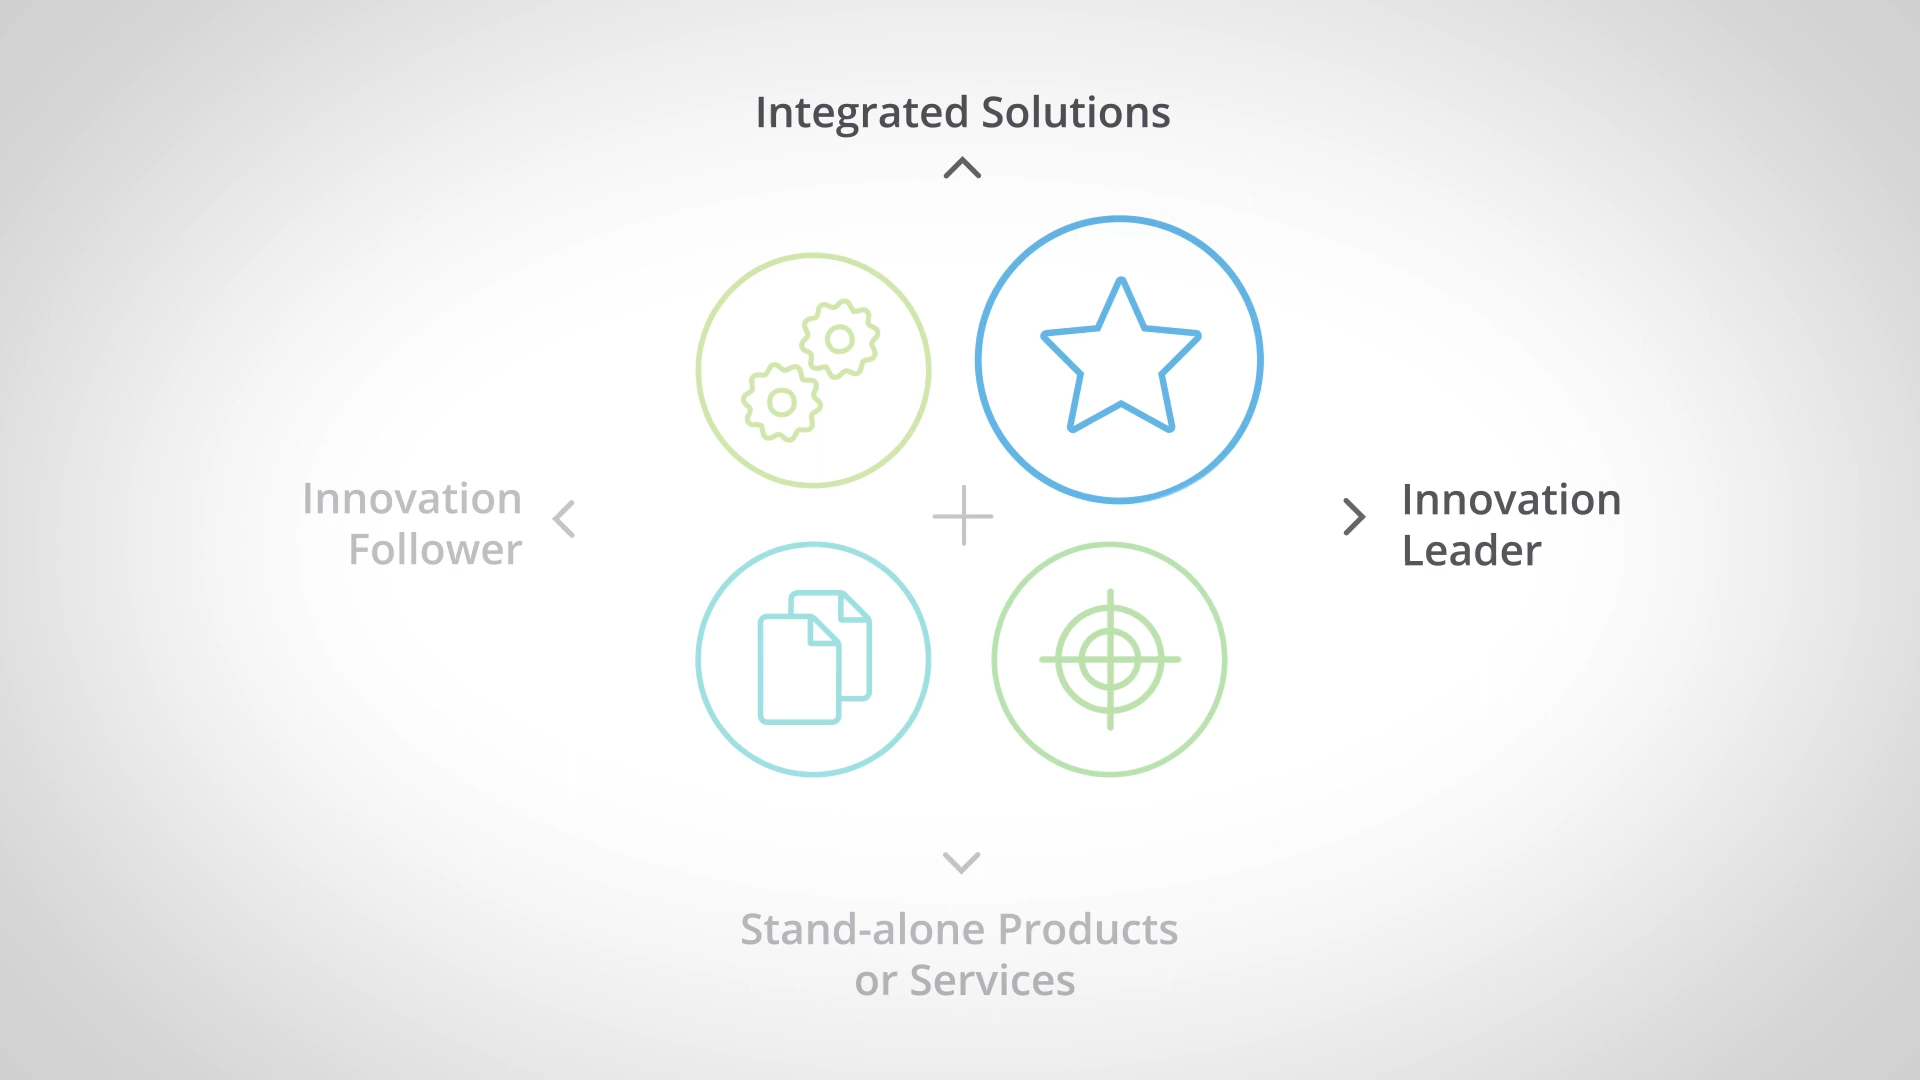 Integrated Solutions
Innovation
Follower
Innovation
Leader
Stand-alone Products
or Services